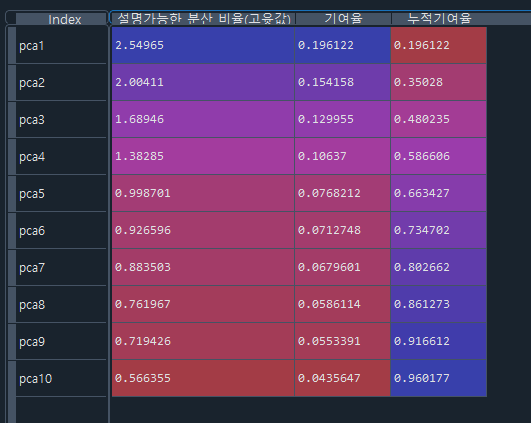 Index 설명가능한 분산 비율(고윳값) 기여율 누적기여율
pca1 2.54965 0.196122 0.196122
pca2 2.00411 0.154158 0.35028
pca3 1.68946 0.129955 0.480235
pca4 1.38285 0.10637 0.586606
pca5 0.998701 0.0768212 0.663427
pca6 0.926596 0.0712748 0.734702
pca7 0.883503 0.0679601 0.802662
pca8 0.761967 0.0586114 0.861273
pca9 0.719426 0.0553391 0.916612
pca10 0.566355 0.0435647 0.960177